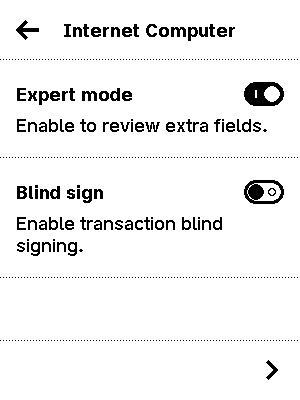 Internet Computer
Expert mode
Enable to review extra fields.
Blind sign
Enable transaction blind
signing.